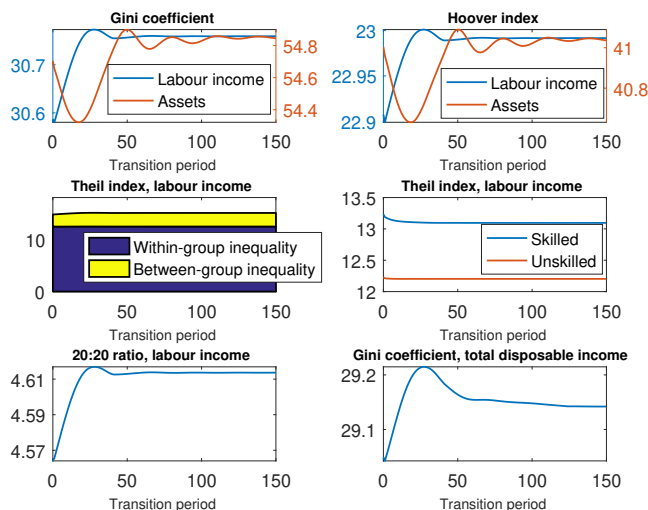 Gini coefficient
30.7
30.6
54.8
54.6
54.4
Labour income
Assets
0 50 100 150
Transition period
Hoover index
23
22.95
22.9
41
40.8
Labour income
Assets
0 50 100 150
Transition period
Theil index, labour income
10
0
Within-group inequality
Between-group inequality
0 50 100 150
Transition period
Theil index, labour income
13.5
13
12.5
12
Skilled
Unskilled
0 50 100 150
Transition period
20:20 ratio, labour income
4.61
4.59
4.57
0 50 100 150
Transition period
Gini coefficient, total disposable income
29.2
29.1
0 50 100 150
Transition period